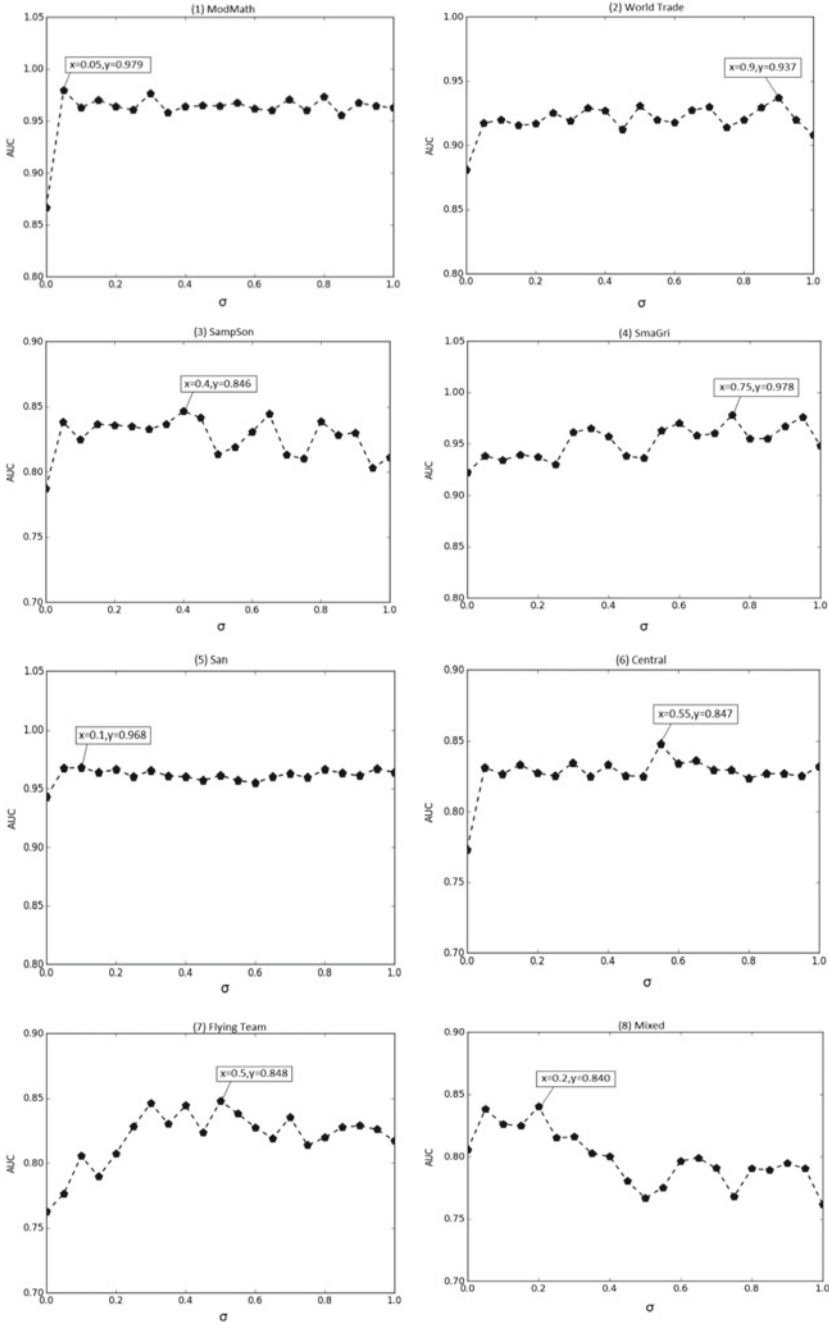 (1) ModMath
1.05
1.00
0.95
0.90
0.85
0.80
AUC
x=0.05,y=0.979
0.0 0.2 0.4 0.6 0.8 1.0
σ
(2) World Trade
1.00
0.95
0.90
0.85
0.80
AUC
x=0.9,y=0.937
0.0 0.2 0.4 0.6 0.8 1.0
σ
(3) SampSon
0.90
0.85
0.80
0.75
0.70
AUC
x=0.4,y=0.846
0.0 0.2 0.4 0.6 0.8 1.0
σ
(4) SmaGri
1.05
1.00
0.95
0.90
0.85
0.80
AUC
x=0.75,y=0.978
0.0 0.2 0.4 0.6 0.8 1.0
σ
(5) San
1.05
1.00
0.95
0.90
0.85
0.80
AUC
x=0.1,y=0.968
0.0 0.2 0.4 0.6 0.8 1.0
σ
(6) Central
0.90
0.85
0.80
0.75
0.70
AUC
x=0.55,y=0.847
0.0 0.2 0.4 0.6 0.8 1.0
σ
(7) Flying Team
0.90
0.85
0.80
0.75
0.70
AUC
x=0.5,y=0.848
0.0 0.2 0.4 0.6 0.8 1.0
σ
(8) Mixed
0.90
0.85
0.80
0.75
0.70
AUC
x=0.2,y=0.840
0.0 0.2 0.4 0.6 0.8 1.0
σ